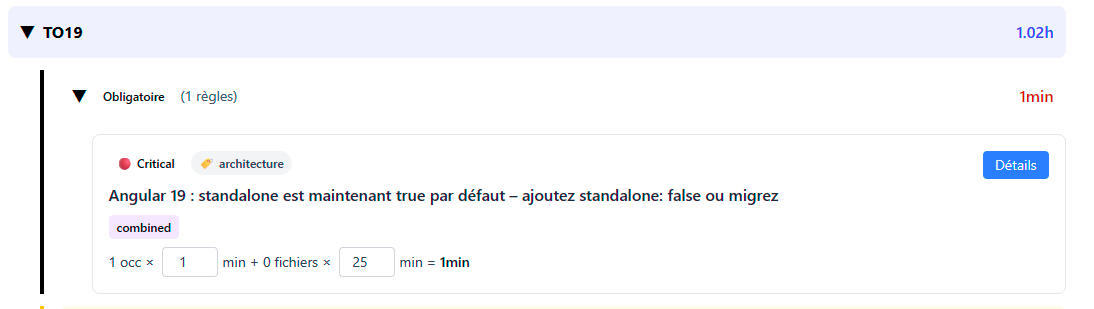 ▼ TO19 1.02h
▼ Obligatoire (1 règles) 1min
Critical architecture Détails
Angular 19 : standalone est maintenant true par défaut – ajoutez standalone: false ou migrez
combined
1 occ × 1 min + 0 fichiers × 25 min = 1min